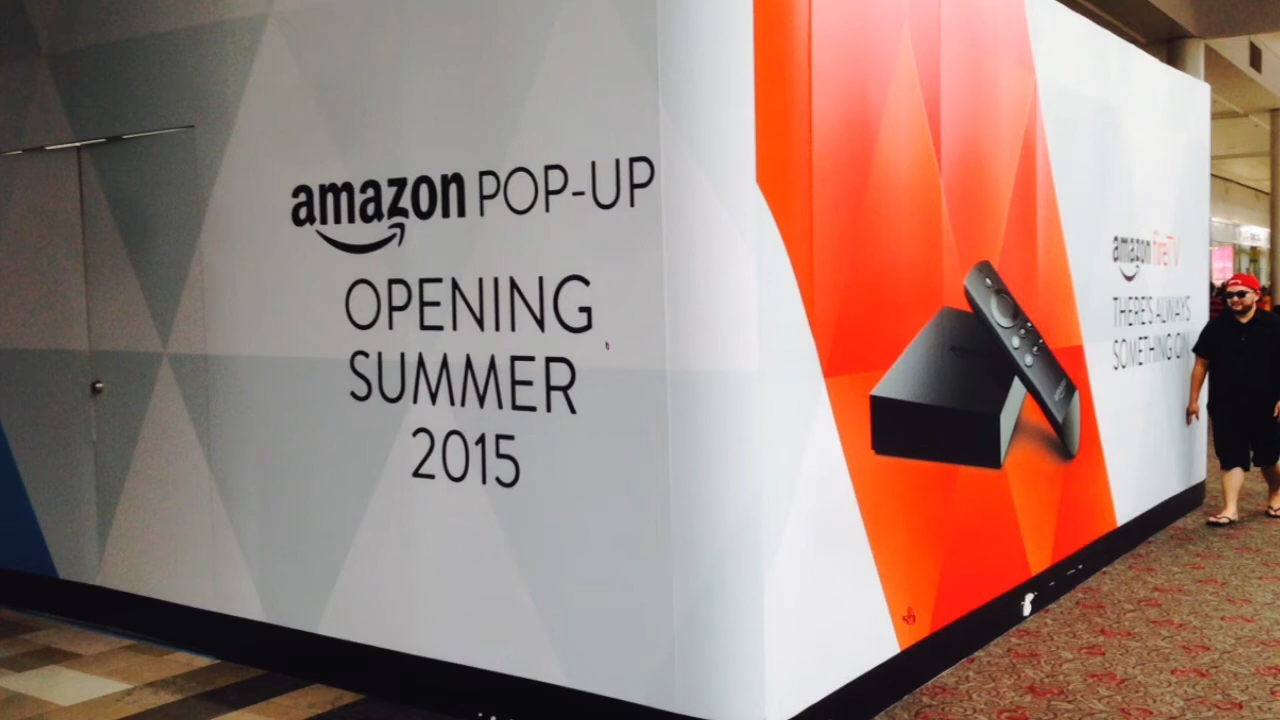 amazon POP-UP
OPENING
SUMMER
2015
amazon fireTV
THERE'S ALWAYS
SOMETHING ON